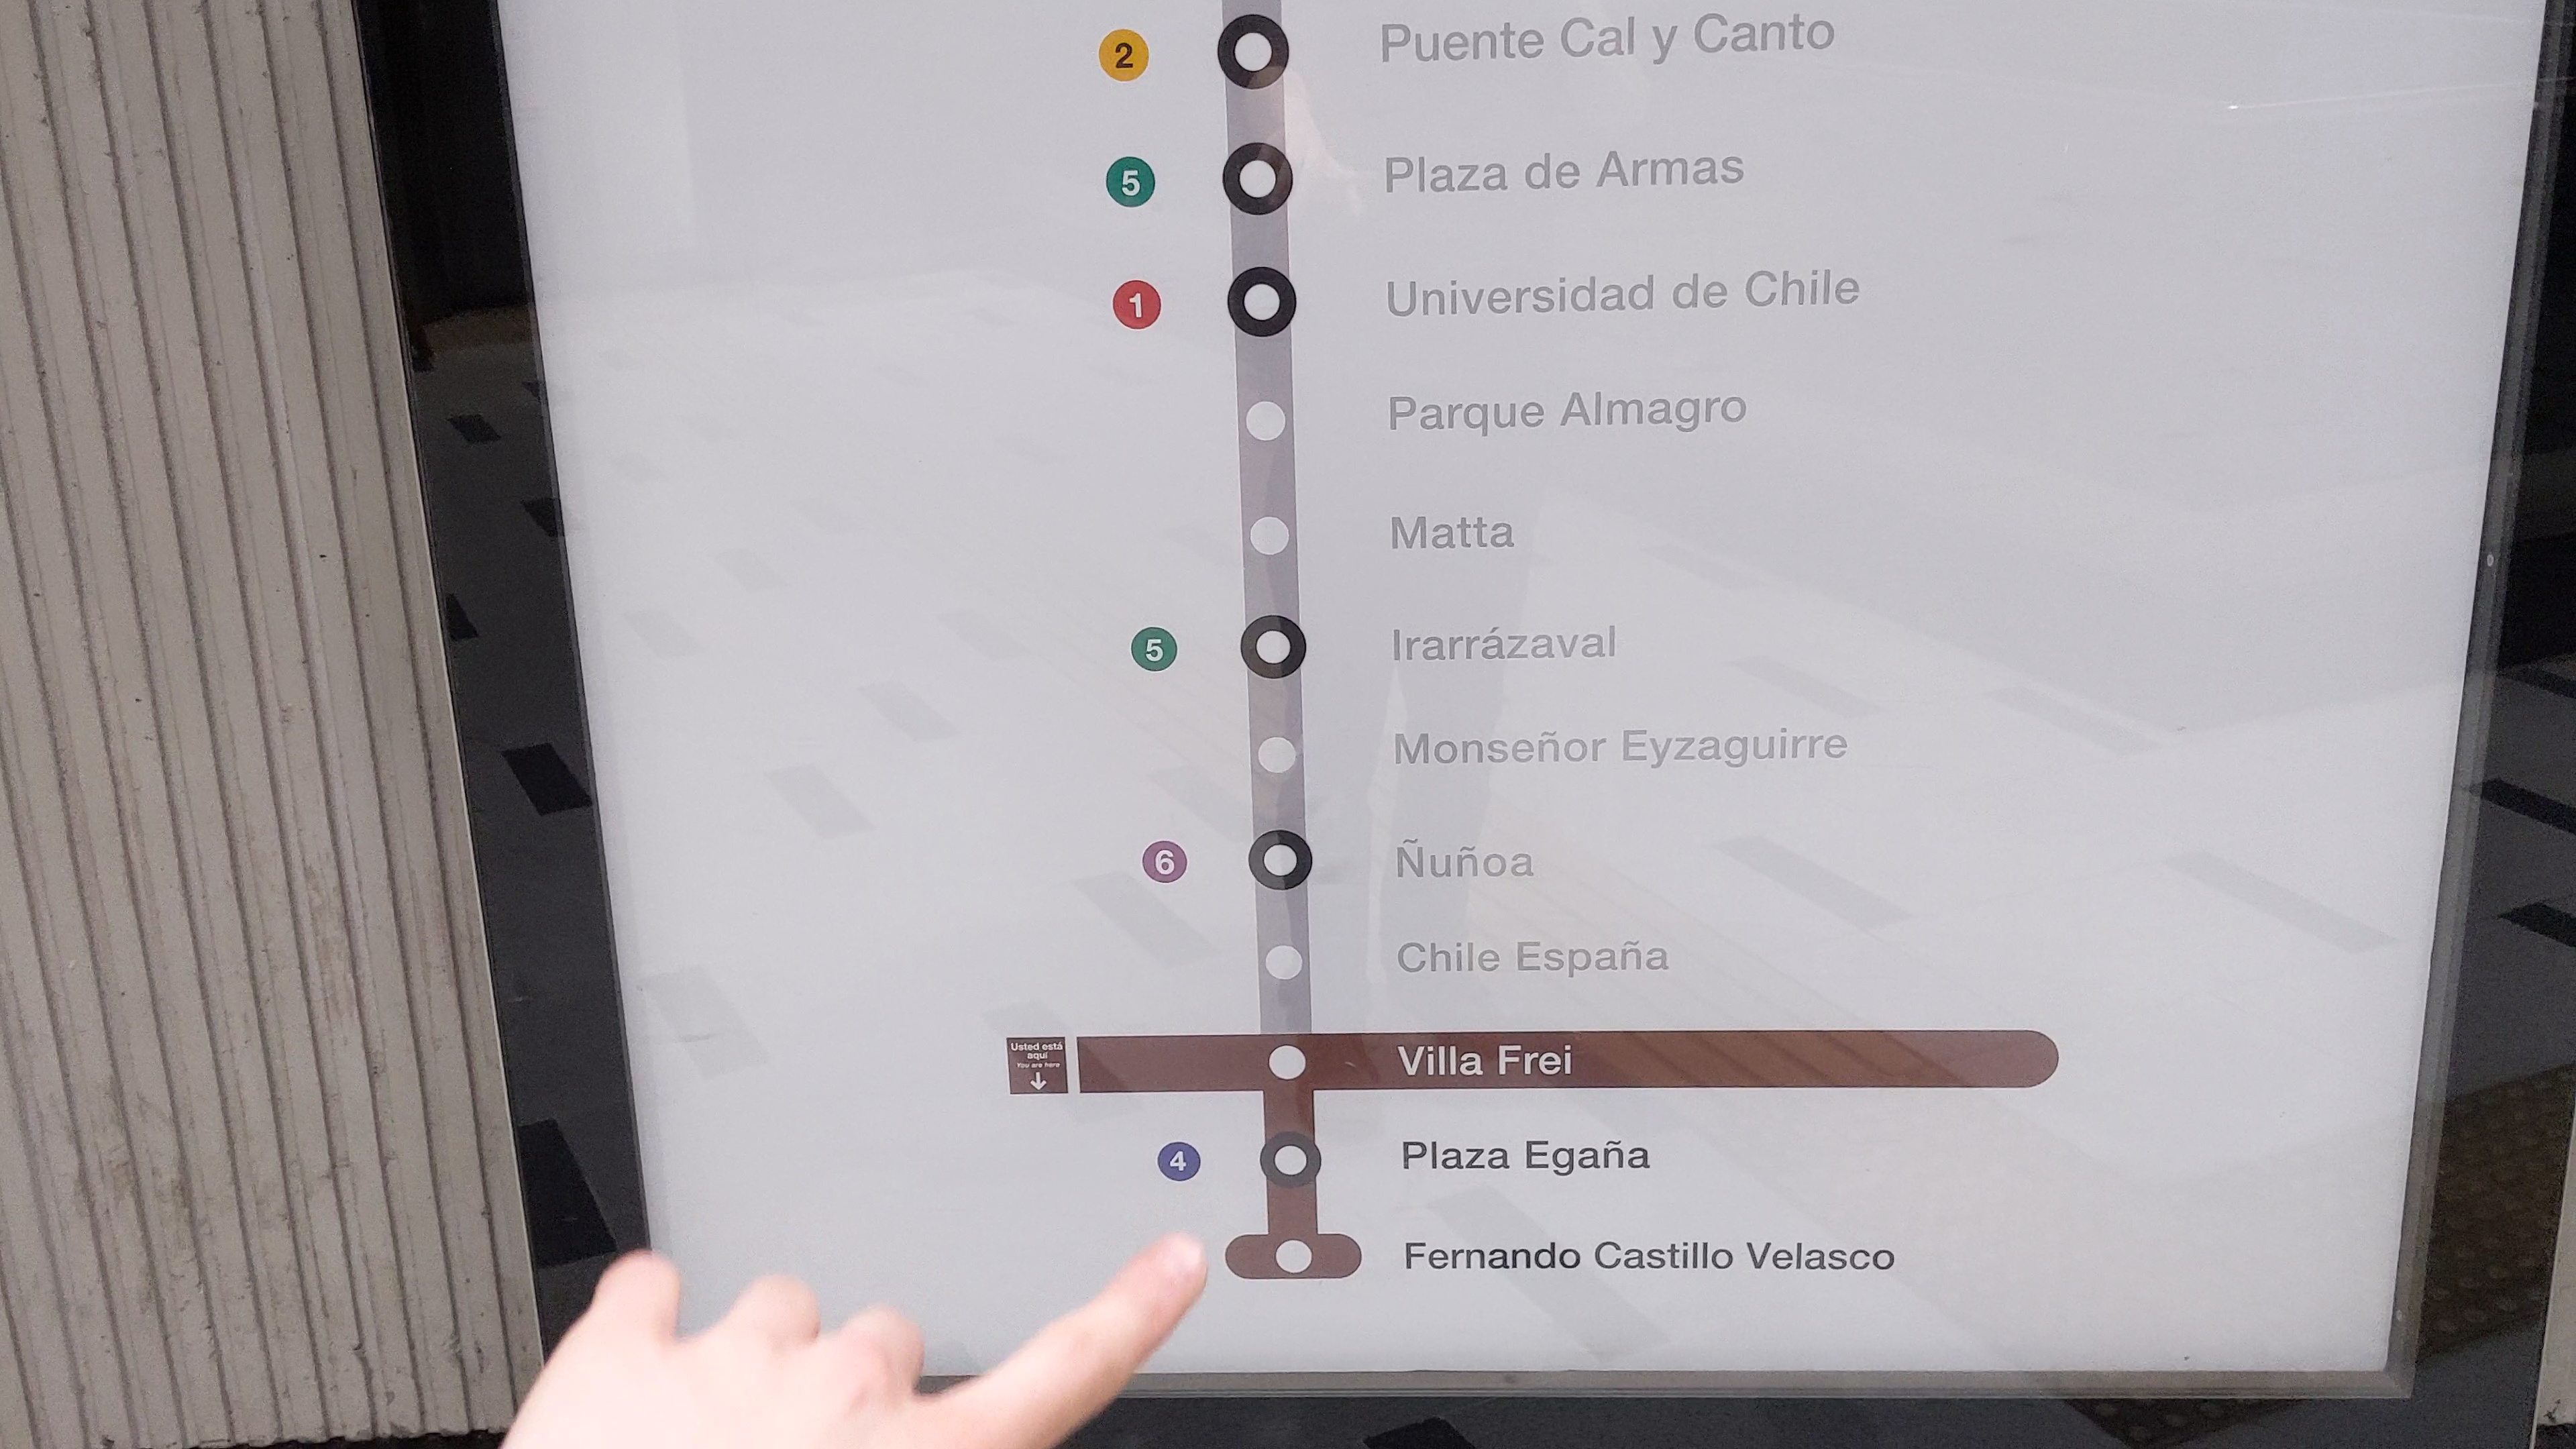 2 Puente Cal y Canto
5 Plaza de Armas
1 Universidad de Chile
Parque Almagro
Matta
5 Irarrázaval
Monseñor Eyzaguirre
6 Ñuñoa
Chile España
Usted está
aquí
You are here
Villa Frei
4 Plaza Egaña
Fernando Castillo Velasco